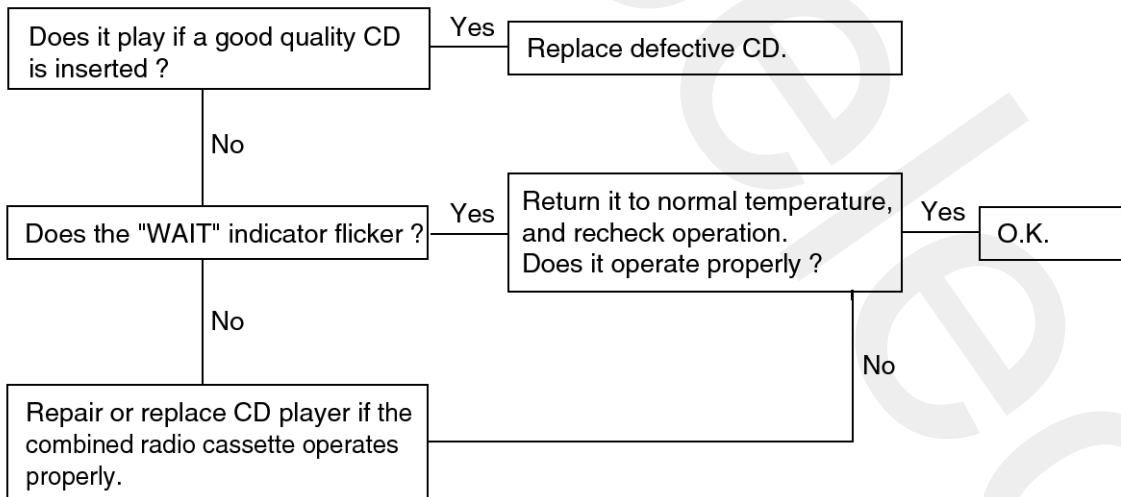 Does it play if a good quality CD
is inserted ?
Yes
Replace defective CD.
No
Does the "WAIT" indicator flicker ?
Yes
Return it to normal temperature,
and recheck operation.
Does it operate properly ?
Yes
O.K.
No
No
Repair or replace CD player if the
combined radio cassette operates
properly.